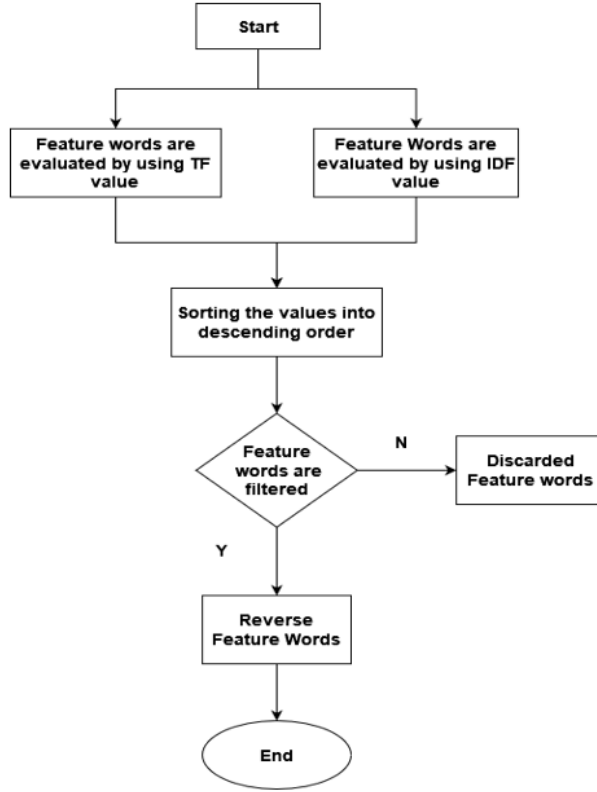 Start
Feature words are
evaluated by using TF
value
Feature Words are
evaluated by using IDF
value
Sorting the values into
descending order
Feature
words are
filtered
N
Discarded
Feature words
Y
Reverse
Feature Words
End